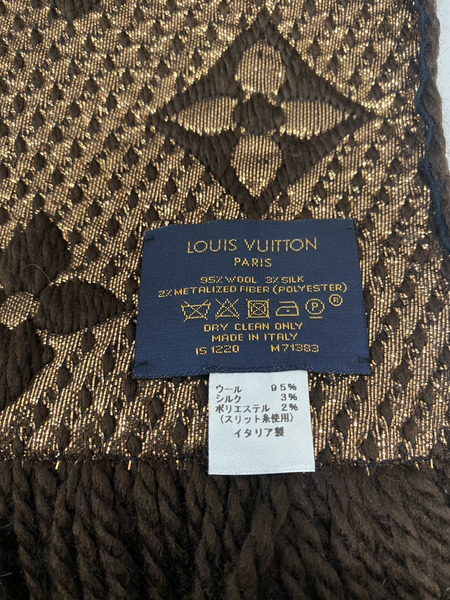 LOUIS VUITTON
PARIS
95% WOOL 3% SILK
2% METALIZED FIBER (POLYESTER)
P ®
DRY CLEAN ONLY
MADE IN ITALY
IS 1220 M71383
ウール 95%
シルク 3%
ポリエステル 2%
(スリット糸使用)
イタリア製